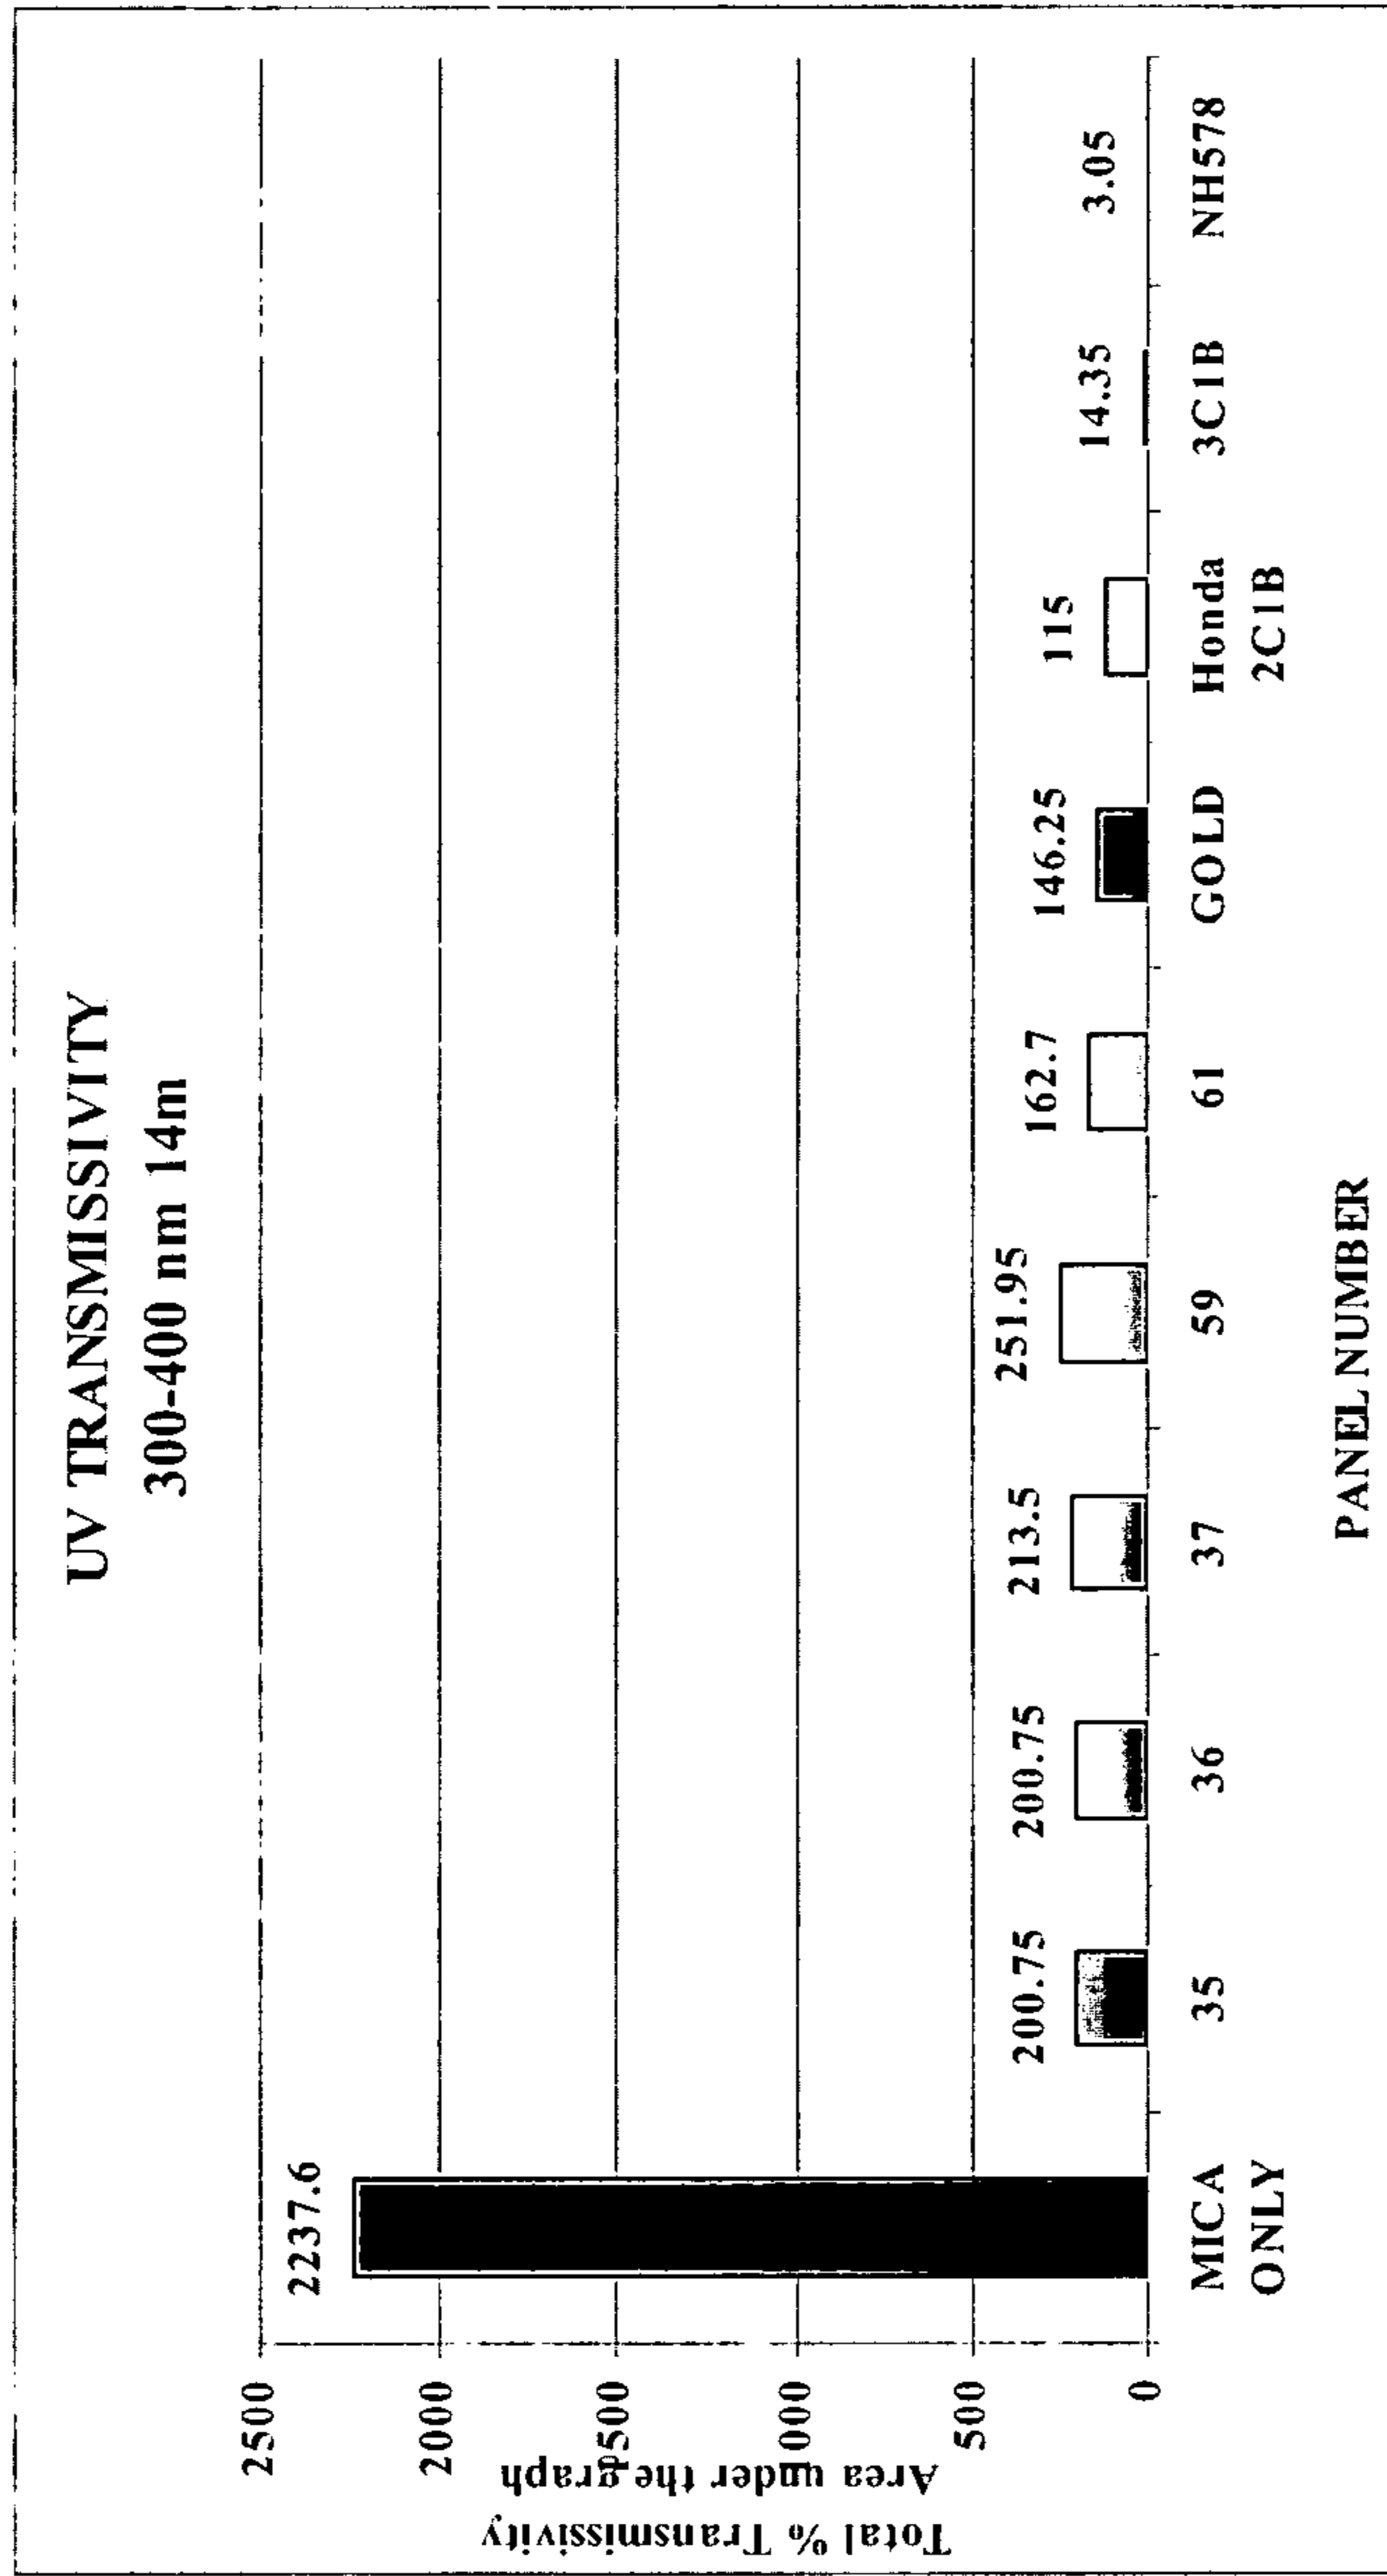 UV TRANSMISSIVITY
300-400 nm 14m
Total % Transmissivity
Area under the graph
2500
2000
500
000
500
0
2237.6
200.75
200.75
213.5
251.95
162.7
146.25
115
14.35
3.05
MICA ONLY
35
36
37
59
61
GOLD
Honda 2C1B
3C1B
NH578
PANEL NUMBER